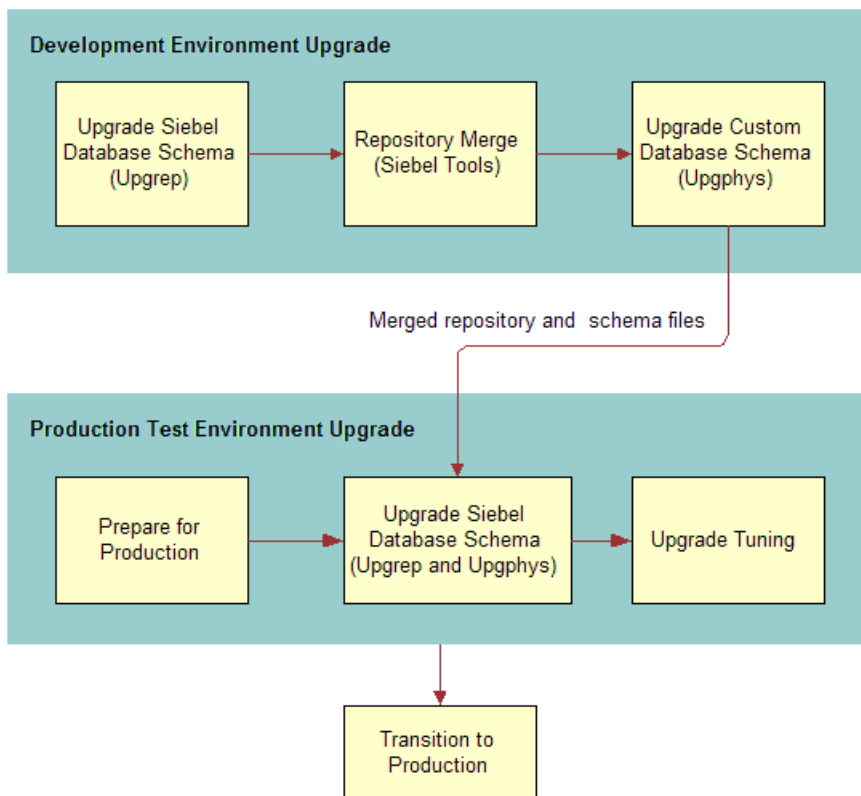 Development Environment Upgrade
Upgrade Siebel
Database Schema
(Upgrep)
Repository Merge
(Siebel Tools)
Upgrade Custom
Database Schema
(Upgphys)
Merged repository and schema files
Production Test Environment Upgrade
Prepare for
Production
Upgrade Siebel
Database Schema
(Upgrep and Upgphys)
Upgrade Tuning
Transition to
Production